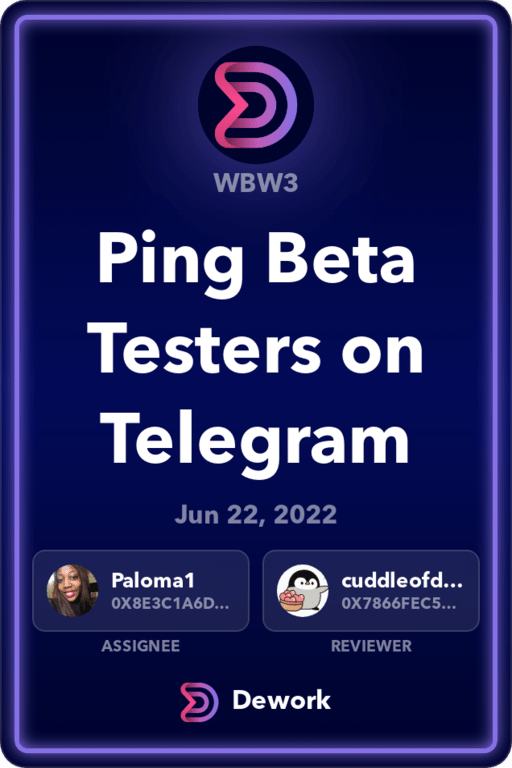 WBW3
Ping Beta
Testers on
Telegram
Jun 22, 2022
Paloma1
0X8E3C1A6D...
ASSIGNEE
cuddleofd...
0X7866FEC5...
REVIEWER
Dework